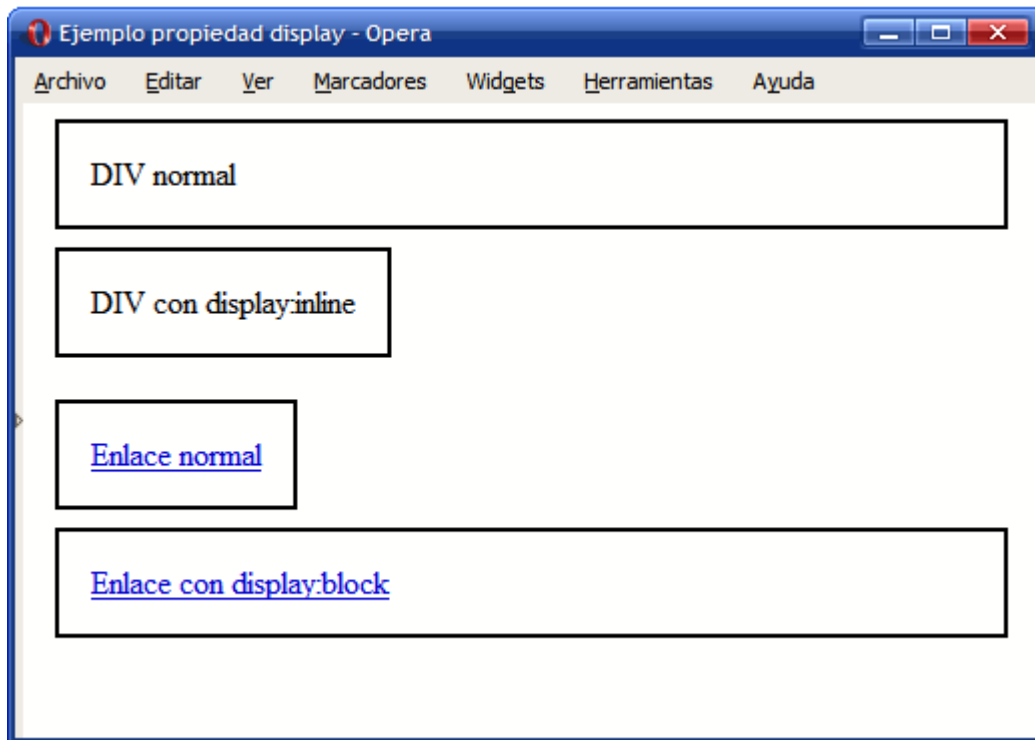 Ejemplo propiedad display - Opera
Archivo Editar Ver Marcadores Widgets Herramientas Ayuda
DIV normal
DIV con display:inline
Enlace normal
Enlace con display:block